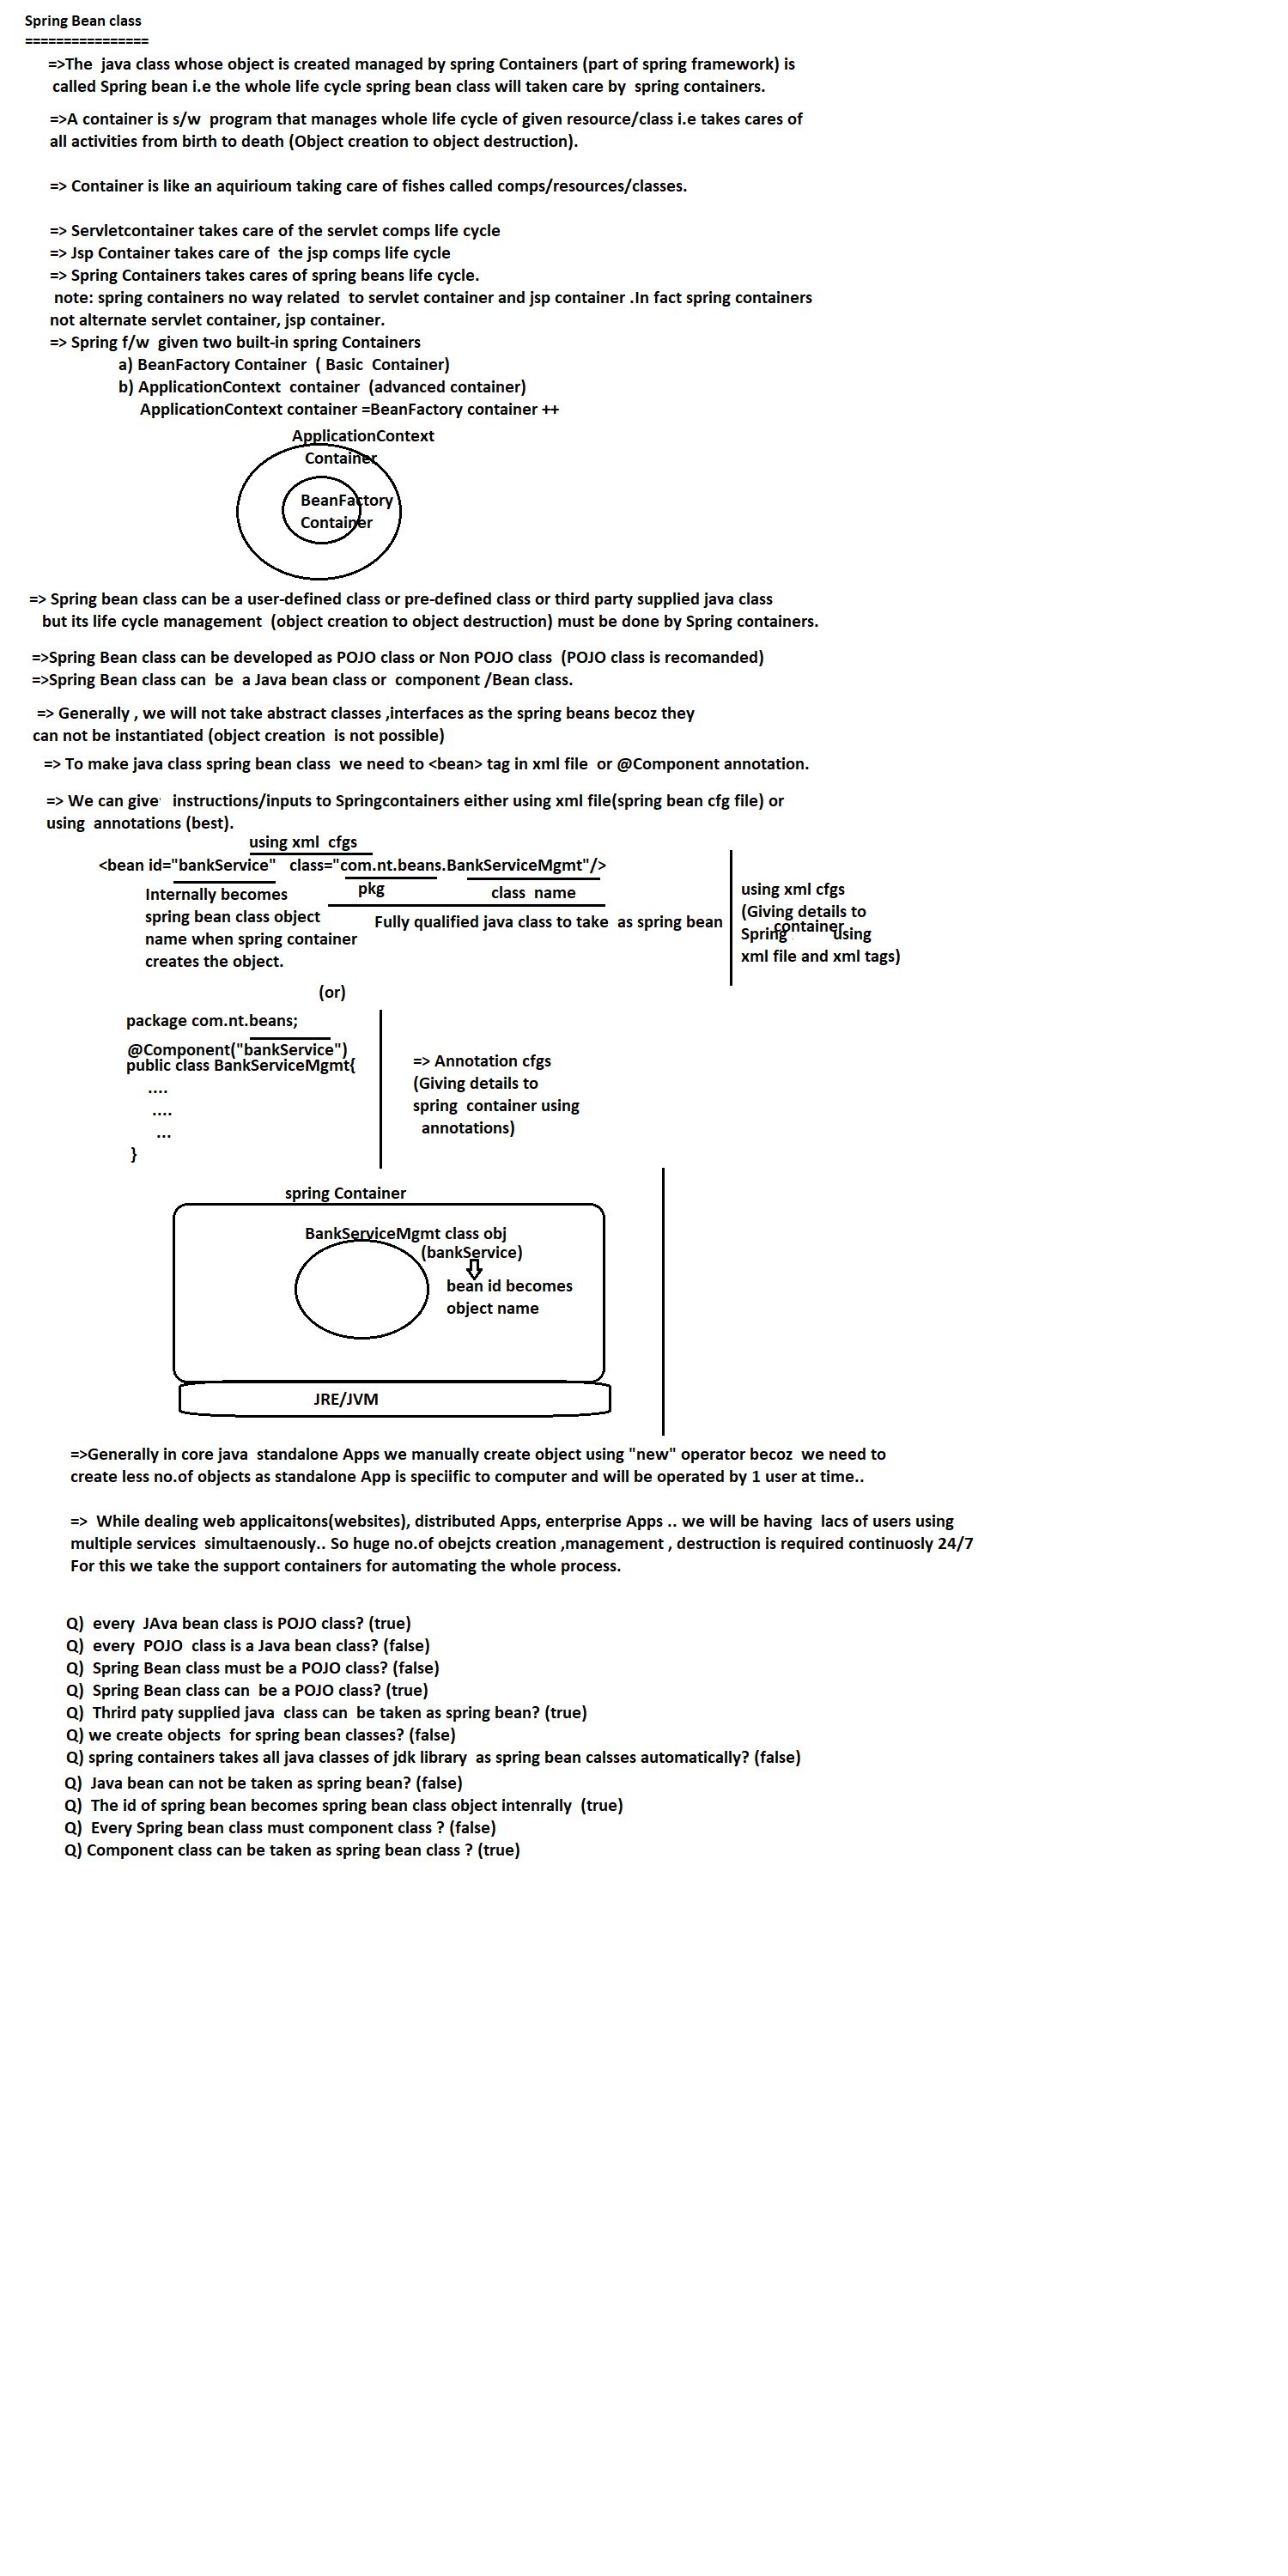 Spring Bean class
================
=>The java class whose object is created managed by spring Containers (part of spring framework) is
called Spring bean i.e the whole life cycle spring bean class will taken care by spring containers.
=>A container is s/w program that manages whole life cycle of given resource/class i.e takes cares of
all activities from birth to death (Object creation to object destruction).
=> Container is like an aquirioum taking care of fishes called comps/resources/classes.
=> Servletcontainer takes care of the servlet comps life cycle
=> Jsp Container takes care of the jsp comps life cycle
=> Spring Containers takes cares of spring beans life cycle.
note: spring containers no way related to servlet container and jsp container .In fact spring containers
not alternate servlet container, jsp container.
=> Spring f/w given two built-in spring Containers
a) BeanFactory Container ( Basic Container)
b) ApplicationContext container (advanced container)
ApplicationContext container =BeanFactory container ++
ApplicationContext
Container
BeanFactory
Container
=> Spring bean class can be a user-defined class or pre-defined class or third party supplied java class
but its life cycle management (object creation to object destruction) must be done by Spring containers.
=>Spring Bean class can be developed as POJO class or Non POJO class (POJO class is recomanded)
=>Spring Bean class can be a Java bean class or component /Bean class.
=> Generally , we will not take abstract classes ,interfaces as the spring beans becoz they
can not be instantiated (object creation is not possible)
=> To make java class spring bean class we need to <bean> tag in xml file or @Component annotation.
=> We can give instructions/inputs to Springcontainers either using xml file(spring bean cfg file) or
using annotations (best).
using xml cfgs
<bean id="bankService" class="com.nt.beans.BankServiceMgmt"/>
pkg
class name
Internally becomes
spring bean class object
name when spring container
creates the object.
Fully qualified java class to take as spring bean
using xml cfgs
(Giving details to
Spring container using
xml file and xml tags)
(or)
package com.nt.beans;
@Component("bankService")
public class BankServiceMgmt{
....
....
...
}
=> Annotation cfgs
(Giving details to
spring container using
annotations)
spring Container
BankServiceMgmt class obj
(bankService)
bean id becomes
object name
JRE/JVM
=>Generally in core java standalone Apps we manually create object using "new" operator becoz we need to
create less no.of objects as standalone App is speciific to computer and will be operated by 1 user at time..
=> While dealing web applicaitons(websites), distributed Apps, enterprise Apps .. we will be having lacs of users using
multiple services simultaenously.. So huge no.of obejcts creation ,management , destruction is required continuosly 24/7
For this we take the support containers for automating the whole process.
Q) every JAva bean class is POJO class? (true)
Q) every POJO class is a Java bean class? (false)
Q) Spring Bean class must be a POJO class? (false)
Q) Spring Bean class can be a POJO class? (true)
Q) Thrird paty supplied java class can be taken as spring bean? (true)
Q) we create objects for spring bean classes? (false)
Q) spring containers takes all java classes of jdk library as spring bean calsses automatically? (false)
Q) Java bean can not be taken as spring bean? (false)
Q) The id of spring bean becomes spring bean class object intenrally (true)
Q) Every Spring bean class must component class ? (false)
Q) Component class can be taken as spring bean class ? (true)